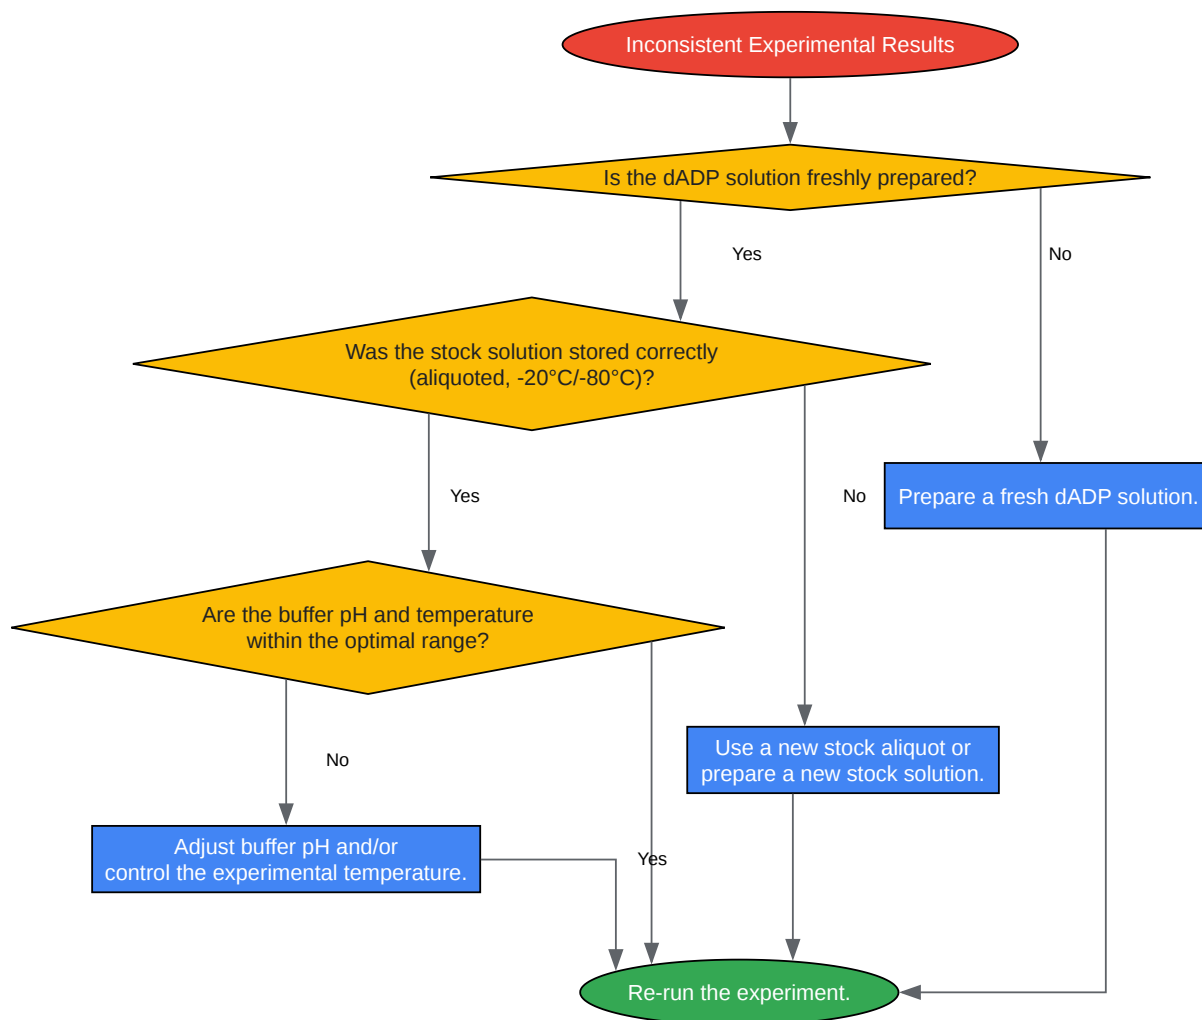 Inconsistent Experimental Results
Is the dADP solution freshly prepared?
Yes
No
Was the stock solution stored correctly
(aliquoted, -20°C/-80°C)?
Yes
No
Prepare a fresh dADP solution.
Are the buffer pH and temperature
within the optimal range?
No
Use a new stock aliquot or
prepare a new stock solution.
Adjust buffer pH and/or
control the experimental temperature.
Yes
Re-run the experiment.